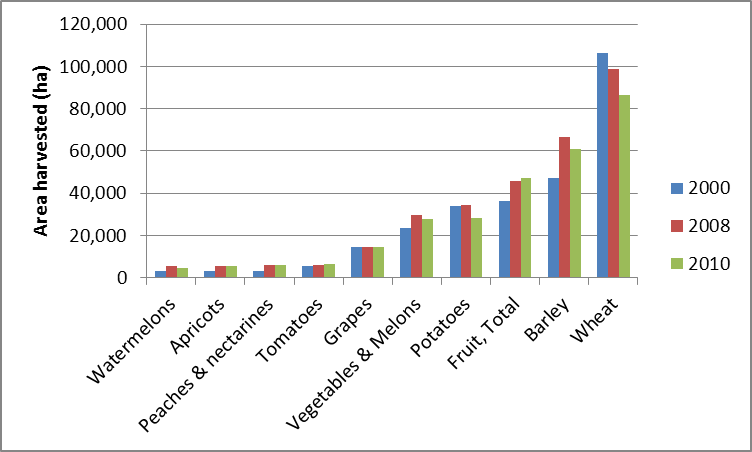 120,000
100,000
80,000
60,000
40,000
20,000
0
Area harvested (ha)
Watermelons
Apricots
Peaches & nectarines
Tomatoes
Grapes
Vegetables & Melons
Potatoes
Fruit, Total
Barley
Wheat
2000
2008
2010